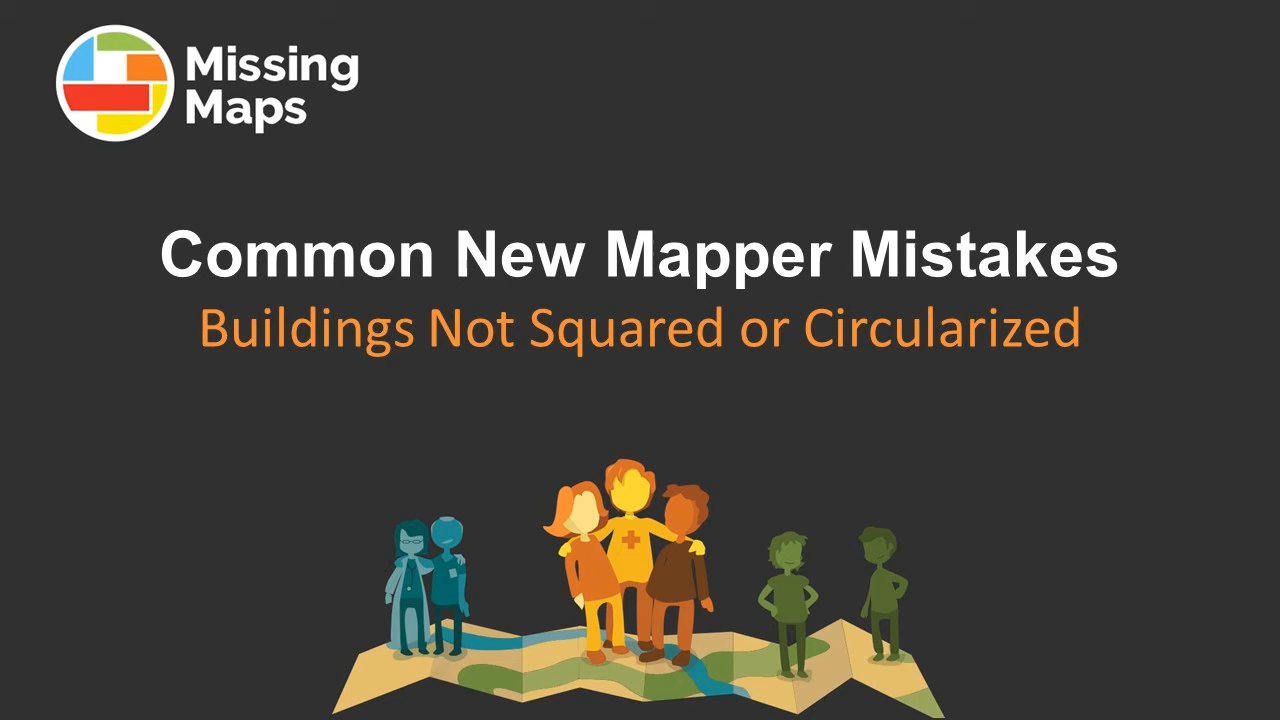 Missing
Maps
Common New Mapper Mistakes
Buildings Not Squared or Circularized